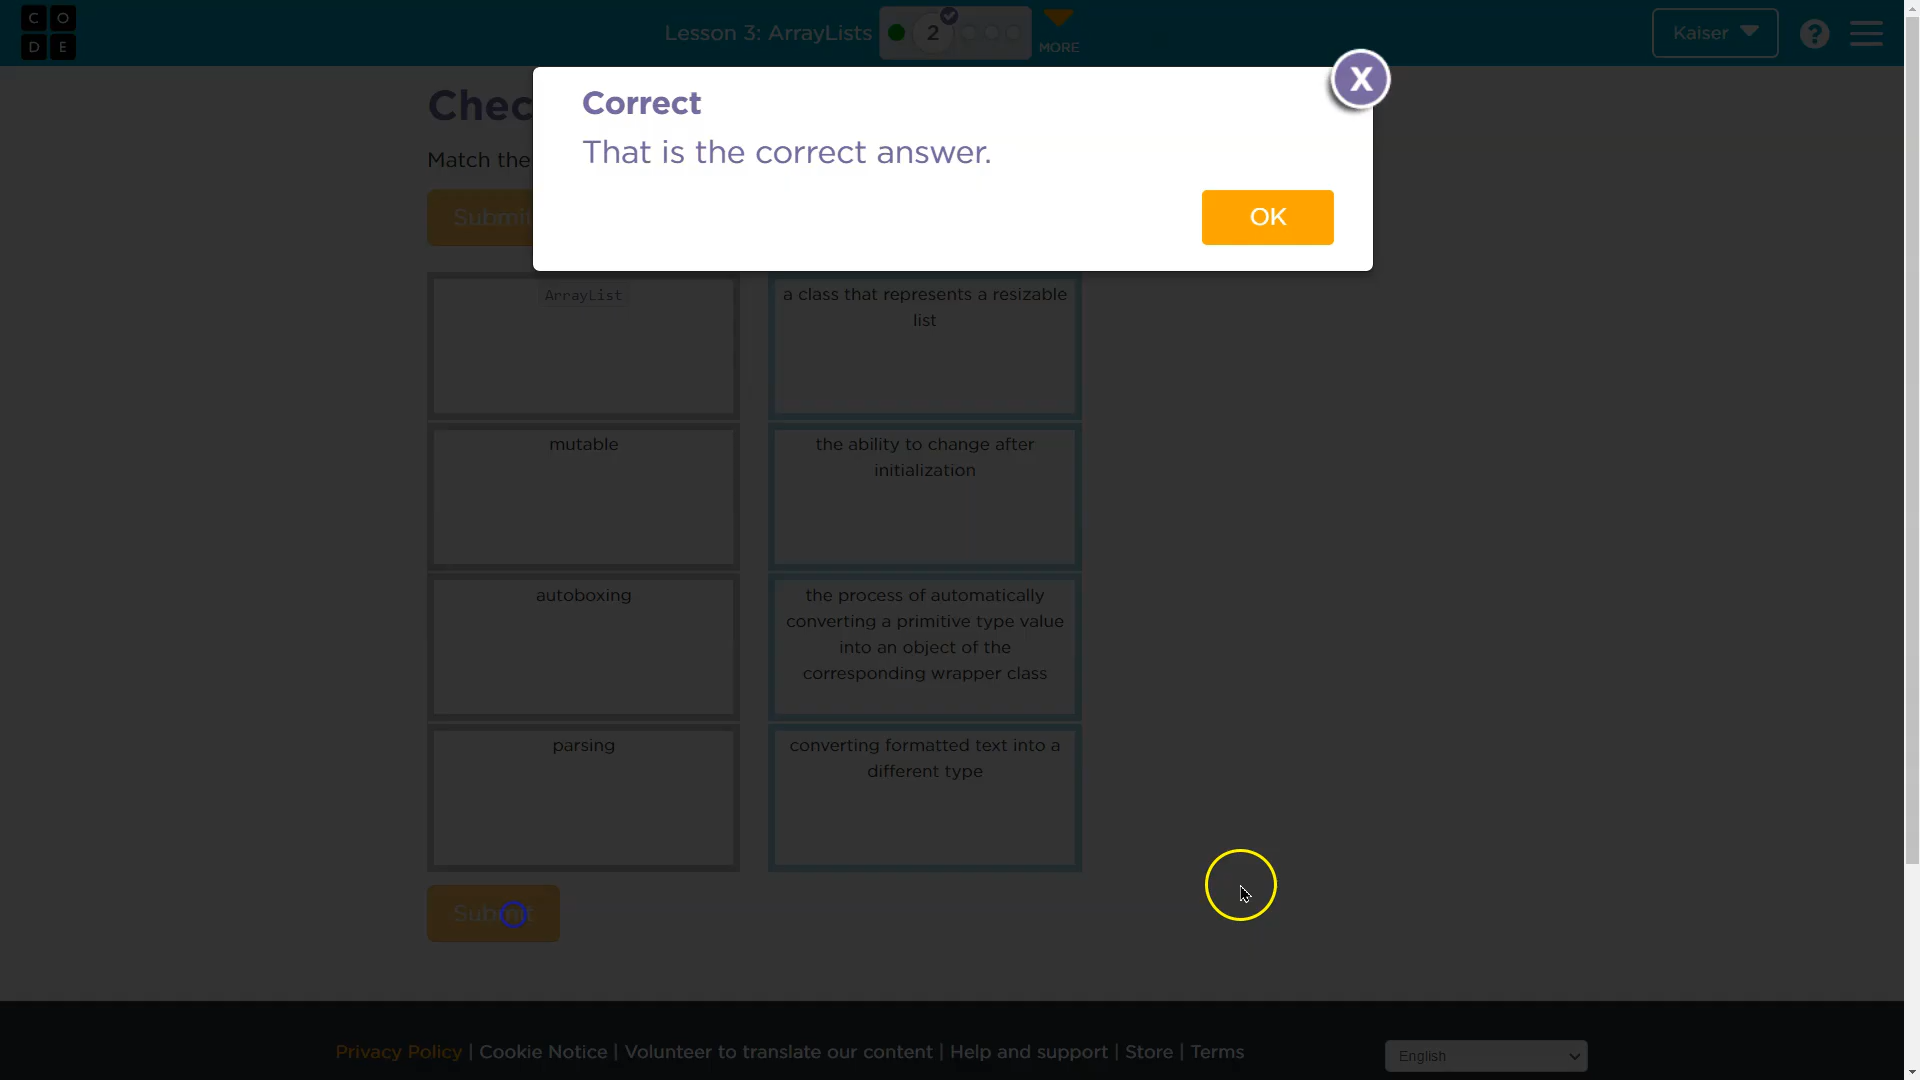 C O
D E
Lesson 3: ArrayLists
2
MORE
Kaiser
?
Chec
Correct
X
That is the correct answer.
Match the
Submit
OK
ArrayList
a class that represents a resizable
list
mutable
the ability to change after
initialization
autoboxing
the process of automatically
converting a primitive type value
into an object of the
corresponding wrapper class
parsing
converting formatted text into a
different type
Submit
Privacy Policy | Cookie Notice | Volunteer to translate our content | Help and support | Store | Terms
English